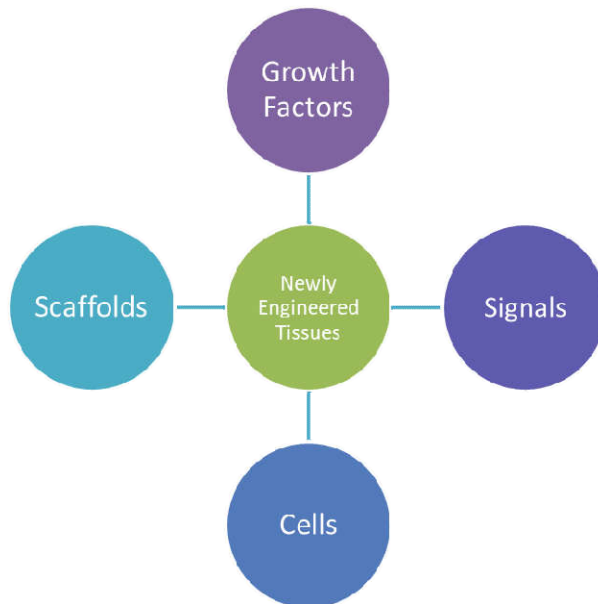 Growth
Factors
Scaffolds
Newly
Engineered
Tissues
Signals
Cells